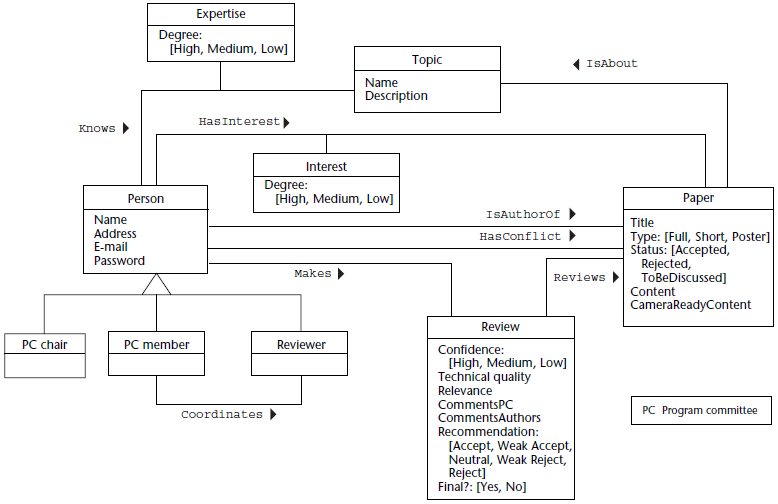 Expertise
Degree:
[High, Medium, Low]
Topic
Name
Description
◀ IsAbout
Knows ▶
HasInterest ▶
Interest
Degree:
[High, Medium, Low]
Person
Name
Address
E-mail
Password
Paper
Title
Type: [Full, Short, Poster]
Status: [Accepted,
Rejected,
ToBeDiscussed]
Content
CameraReadyContent
IsAuthorOf ▶
HasConflict ▶
Makes ▶
Reviews ▶
PC chair
PC member
Reviewer
Coordinates ▶
Review
Confidence:
[High, Medium, Low]
Technical quality
Relevance
CommentsPC
CommentsAuthors
Recommendation:
[Accept, Weak Accept,
Neutral, Weak Reject,
Reject]
Final?: [Yes, No]
PC Program committee